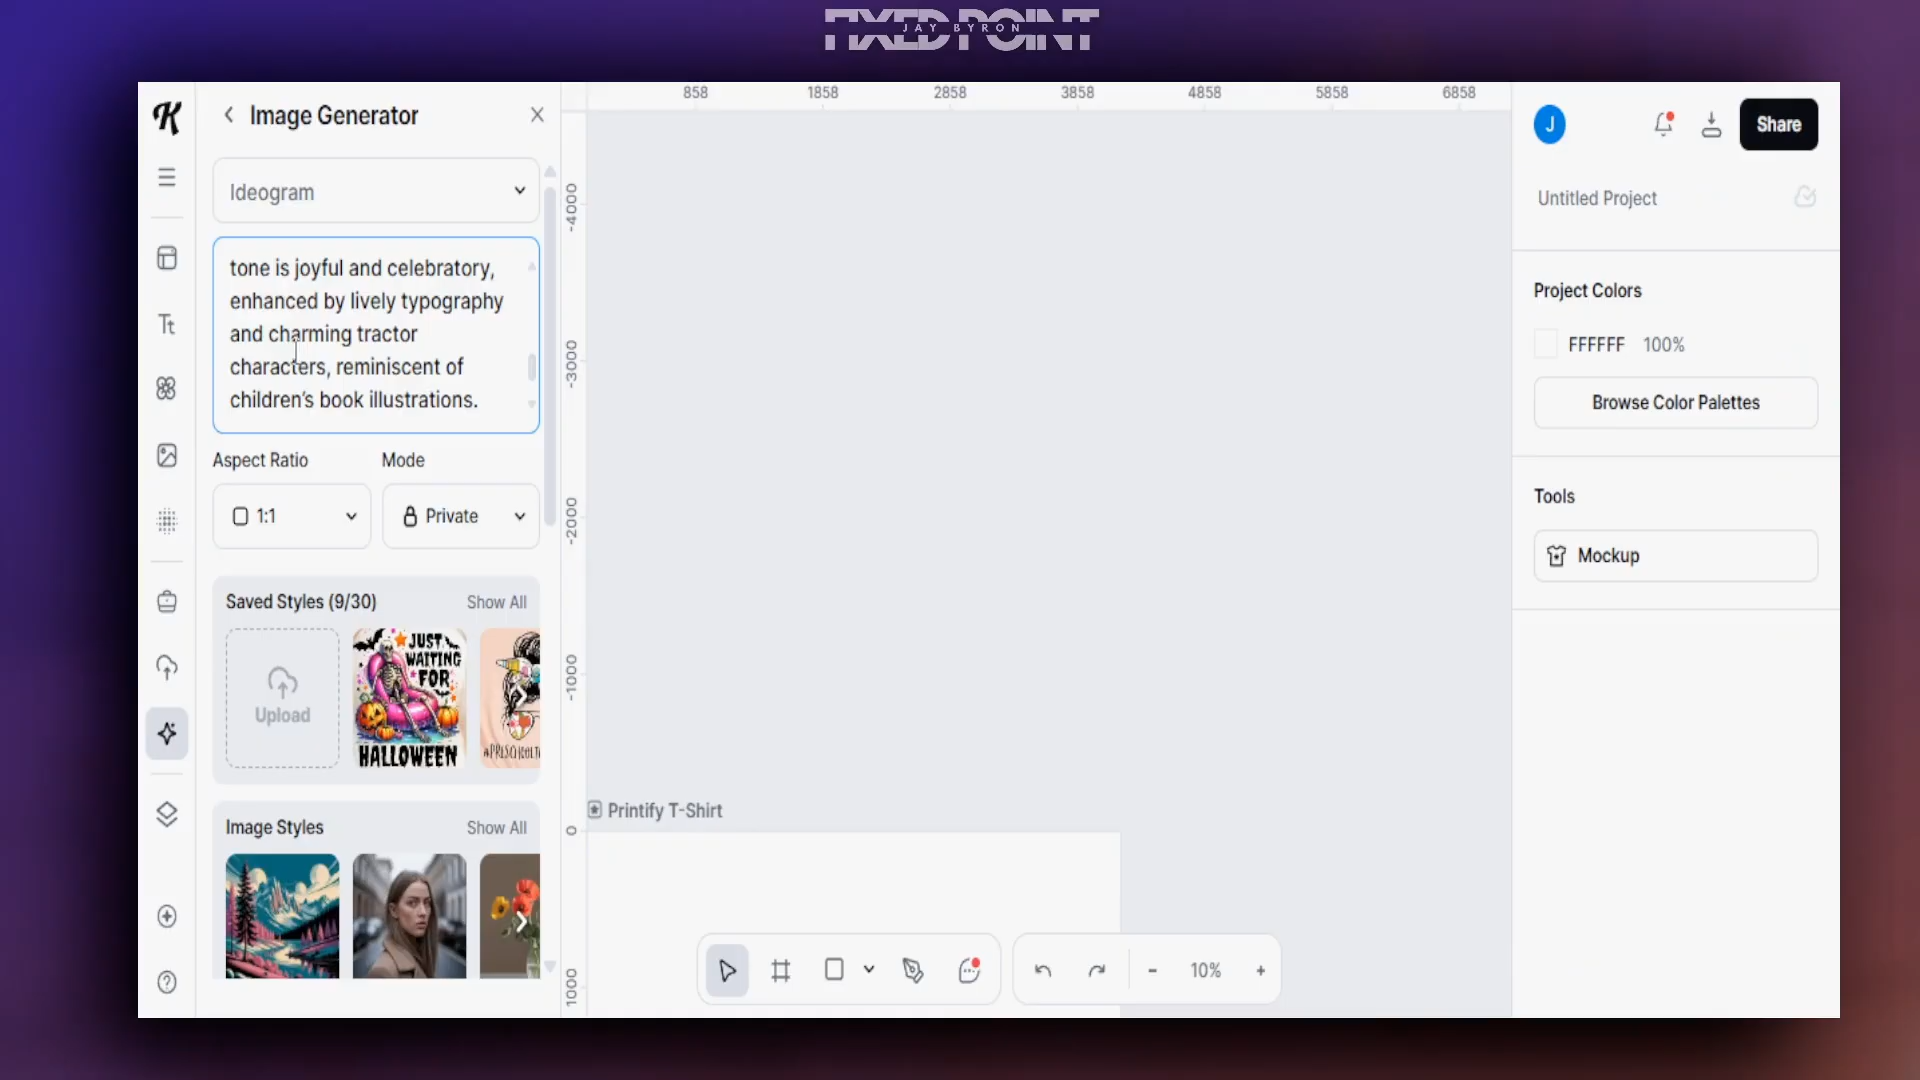 FIXED POINT
JAY BYRON
K
Image Generator
Ideogram
tone is joyful and celebratory,
enhanced by lively typography
and charming tractor
characters, reminiscent of
children's book illustrations.
Aspect Ratio
Mode
1:1
Private
Saved Styles (9/30)
Show All
Upload
JUST
WAITING
FOR
HALLOWEEN
Image Styles
Show All
Tt
858
1858
2858
3858
4858
5858
6858
-4000
-3000
-2000
-1000
0
1000
Printify T-Shirt
10%
J
Share
Untitled Project
Project Colors
FFFFFF 100%
Browse Color Palettes
Tools
Mockup